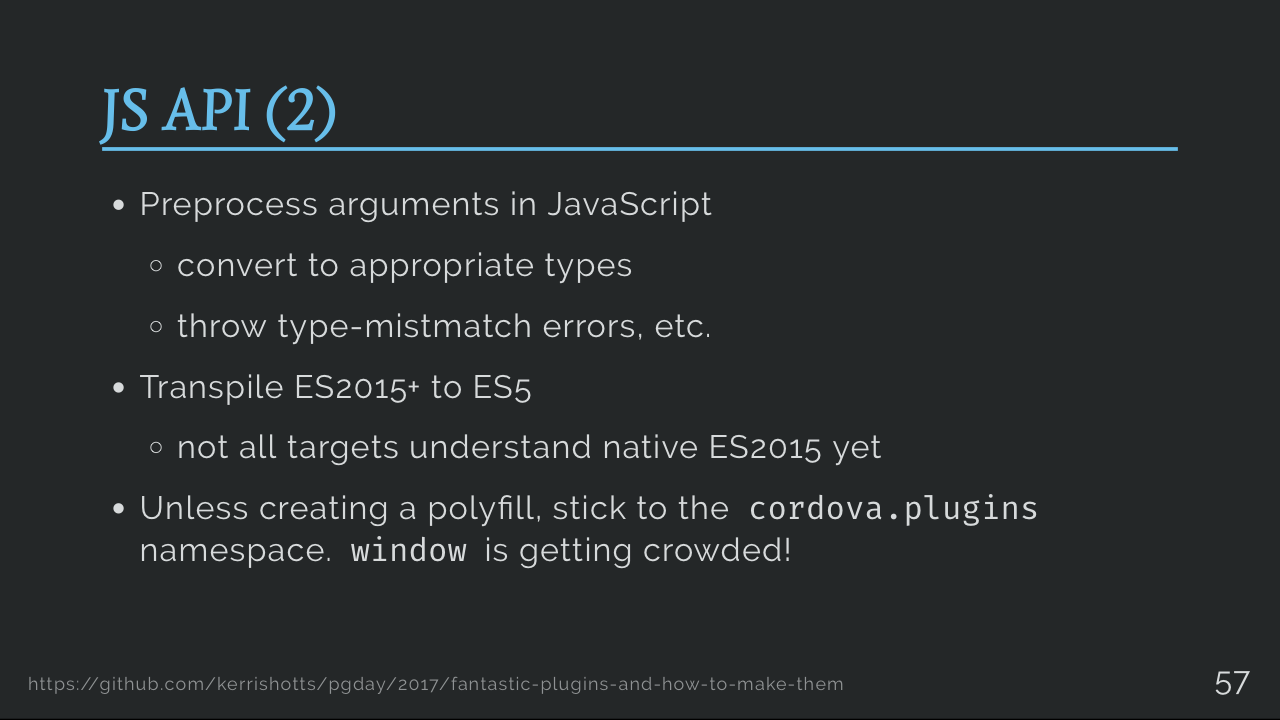 JS API (2)
• Preprocess arguments in JavaScript
◦ convert to appropriate types
◦ throw type-mistmatch errors, etc.
• Transpile ES2015+ to ES5
◦ not all targets understand native ES2015 yet
• Unless creating a polyfill, stick to the cordova.plugins
namespace. window is getting crowded!
https://github.com/kerrishotts/pgday/2017/fantastic-plugins-and-how-to-make-them
57